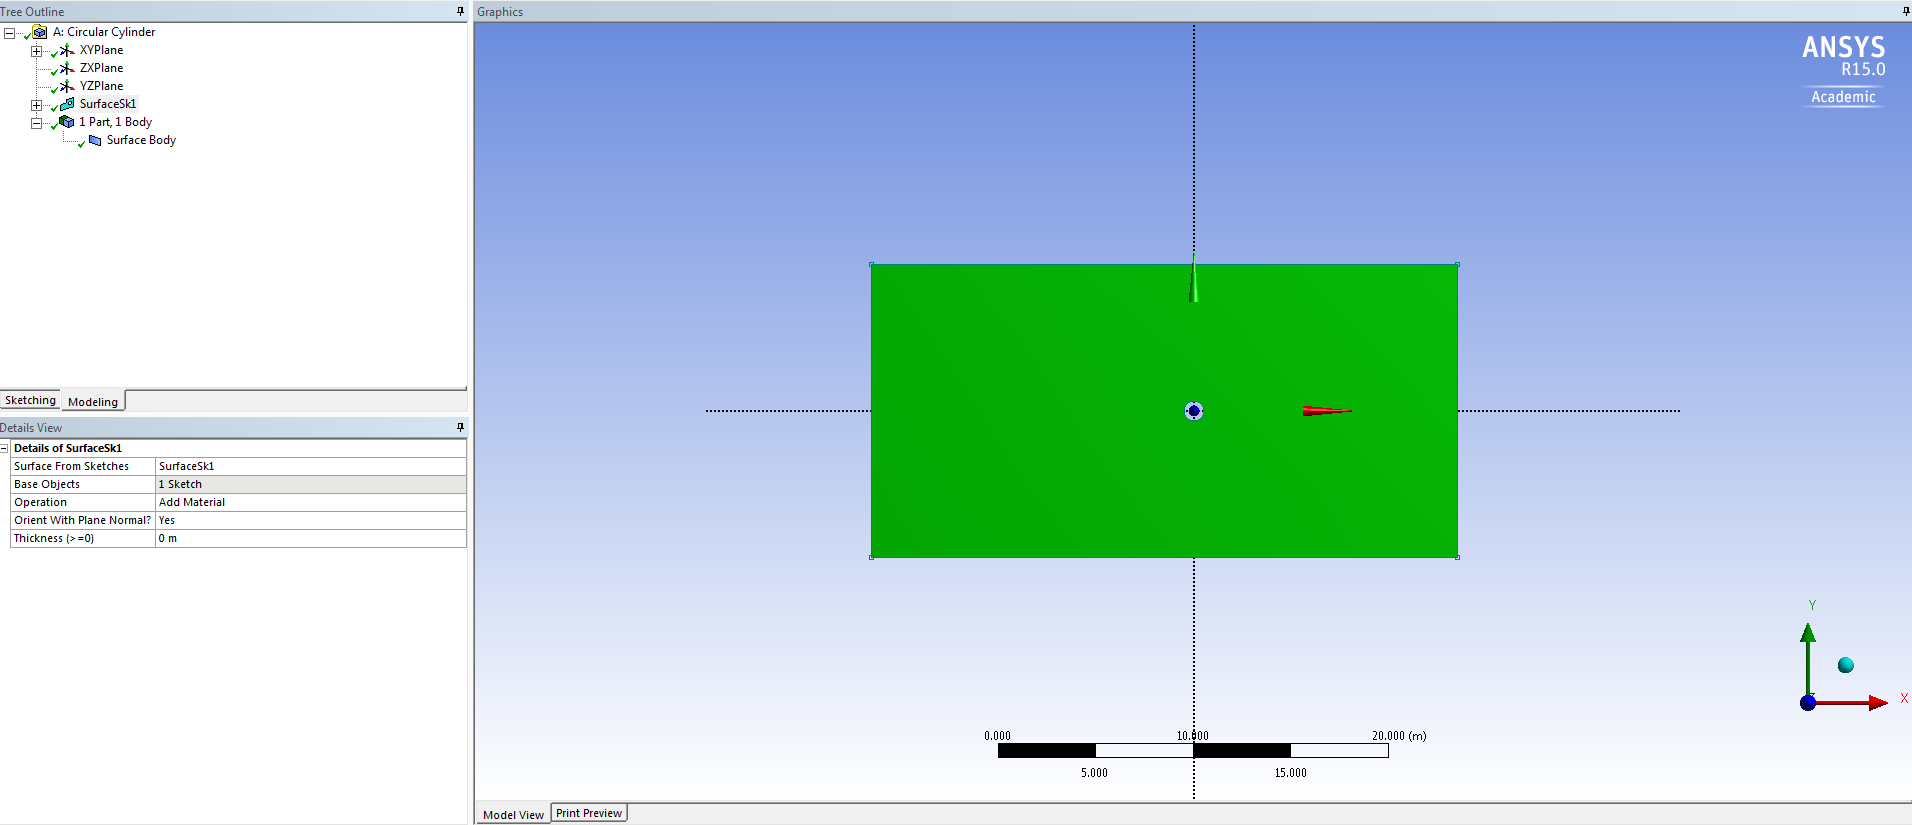 Tree Outline
A: Circular Cylinder
XYPlane
ZXPlane
YZPlane
SurfaceSk1
1 Part, 1 Body
Surface Body
Sketching Modeling
Details View
Details of SurfaceSk1
Surface From Sketches SurfaceSk1
Base Objects 1 Sketch
Operation Add Material
Orient With Plane Normal? Yes
Thickness (>=0) 0 m
Graphics
ANSYS
R15.0
Academic
Y
Z
X
0.000 10.000 20.000 (m)
5.000 15.000
Model View Print Preview